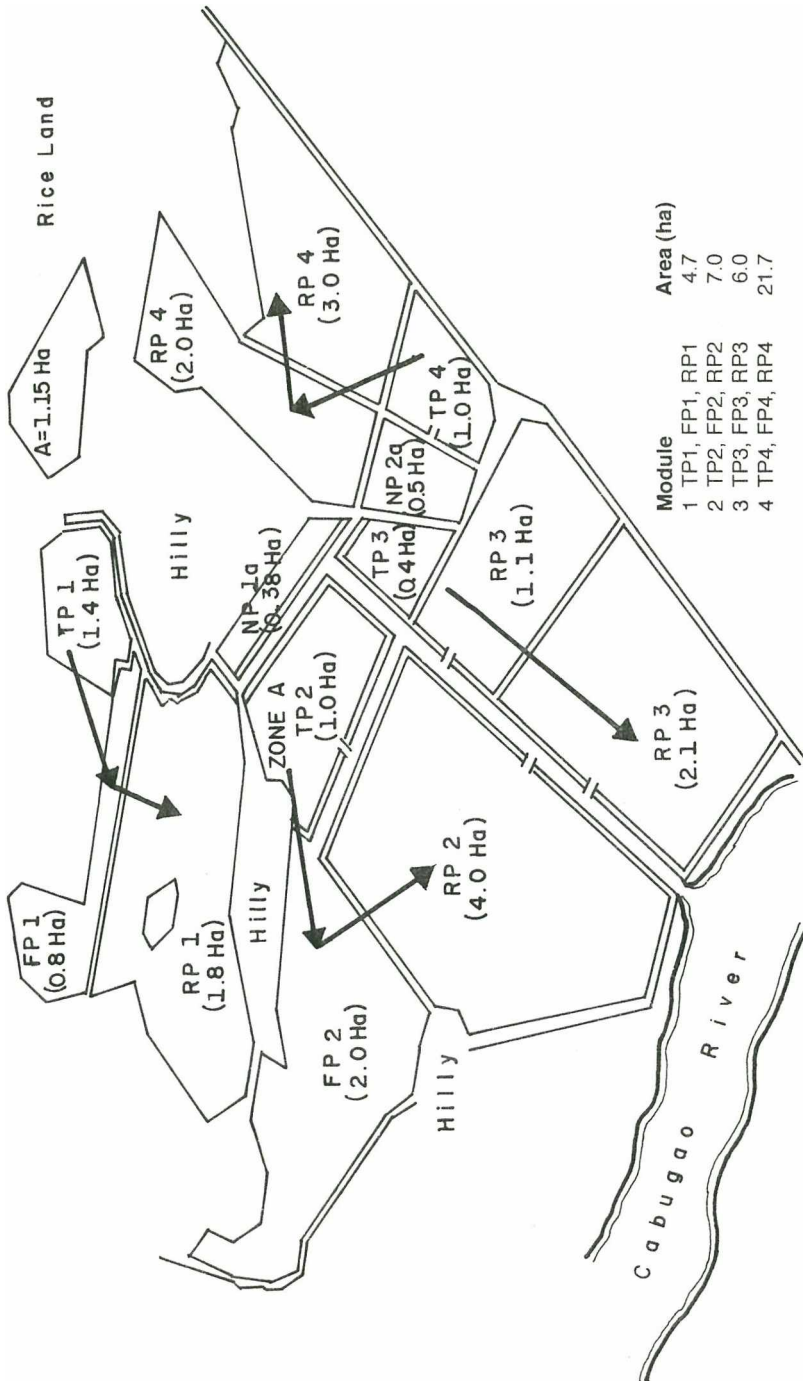 Rice Land
A=1.15 Ha
RP 4
(2.0 Ha)
RP 4
(3.0 Ha)
TP 1
(1.4 Ha)
Hilly
NP 1a
(0.38 Ha)
NP 2a
(0.5 Ha)
TP 4
(1.0 Ha)
TP 3
(0.4 Ha)
ZONE A
TP 2
(1.0 Ha)
RP 3
(1.1 Ha)
RP 3
(2.1 Ha)
FP 1
(0.8 Ha)
RP 1
(1.8 Ha)
Hilly
FP 2
(2.0 Ha)
RP 2
(4.0 Ha)
Hilly
Cabugao River
Module Area (ha)
1 TP1, FP1, RP1 4.7
2 TP2, FP2, RP2 7.0
3 TP3, FP3, RP3 6.0
4 TP4, FP4, RP4 21.7